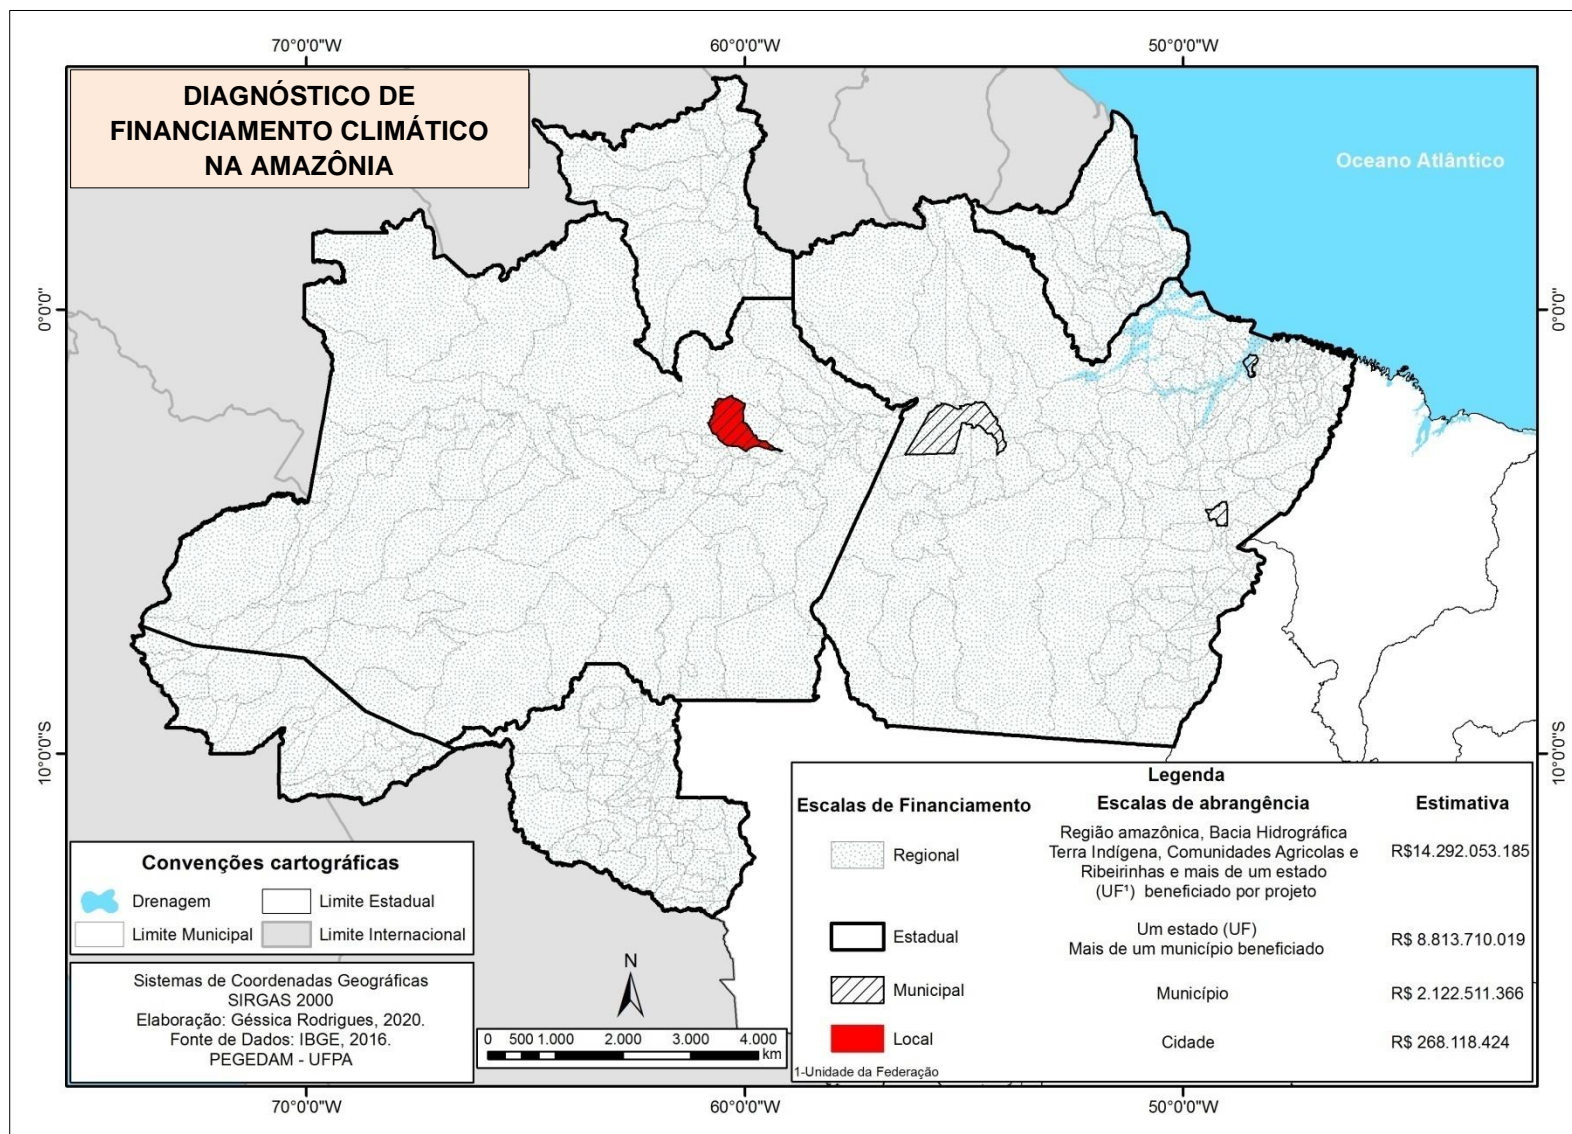 70°0'0"W
60°0'0"W
50°0'0"W
DIAGNÓSTICO DE
FINANCIAMENTO CLIMÁTICO
NA AMAZÔNIA
Oceano Atlântico
0°0'0"
0°0'0"
10°0'0"S
10°0'0"S
Convenções cartográficas
Drenagem
Limite Estadual
Limite Municipal
Limite Internacional
Sistemas de Coordenadas Geográficas
SIRGAS 2000
Elaboração: Géssica Rodrigues, 2020.
Fonte de Dados: IBGE, 2016.
PEGEDAM - UFPA
N
0 500 1.000 2.000 3.000 4.000
km
Legenda
Escalas de Financiamento
Escalas de abrangência
Estimativa
Regional
Região amazônica, Bacia Hidrográfica
Terra Indígena, Comunidades Agricolas e
Ribeirinhas e mais de um estado
(UF¹) beneficiado por projeto
R$14.292.053.185
Estadual
Um estado (UF)
Mais de um município beneficiado
R$ 8.813.710.019
Municipal
Município
R$ 2.122.511.366
Local
Cidade
R$ 268.118.424
1-Unidade da Federação
70°0'0"W
60°0'0"W
50°0'0"W